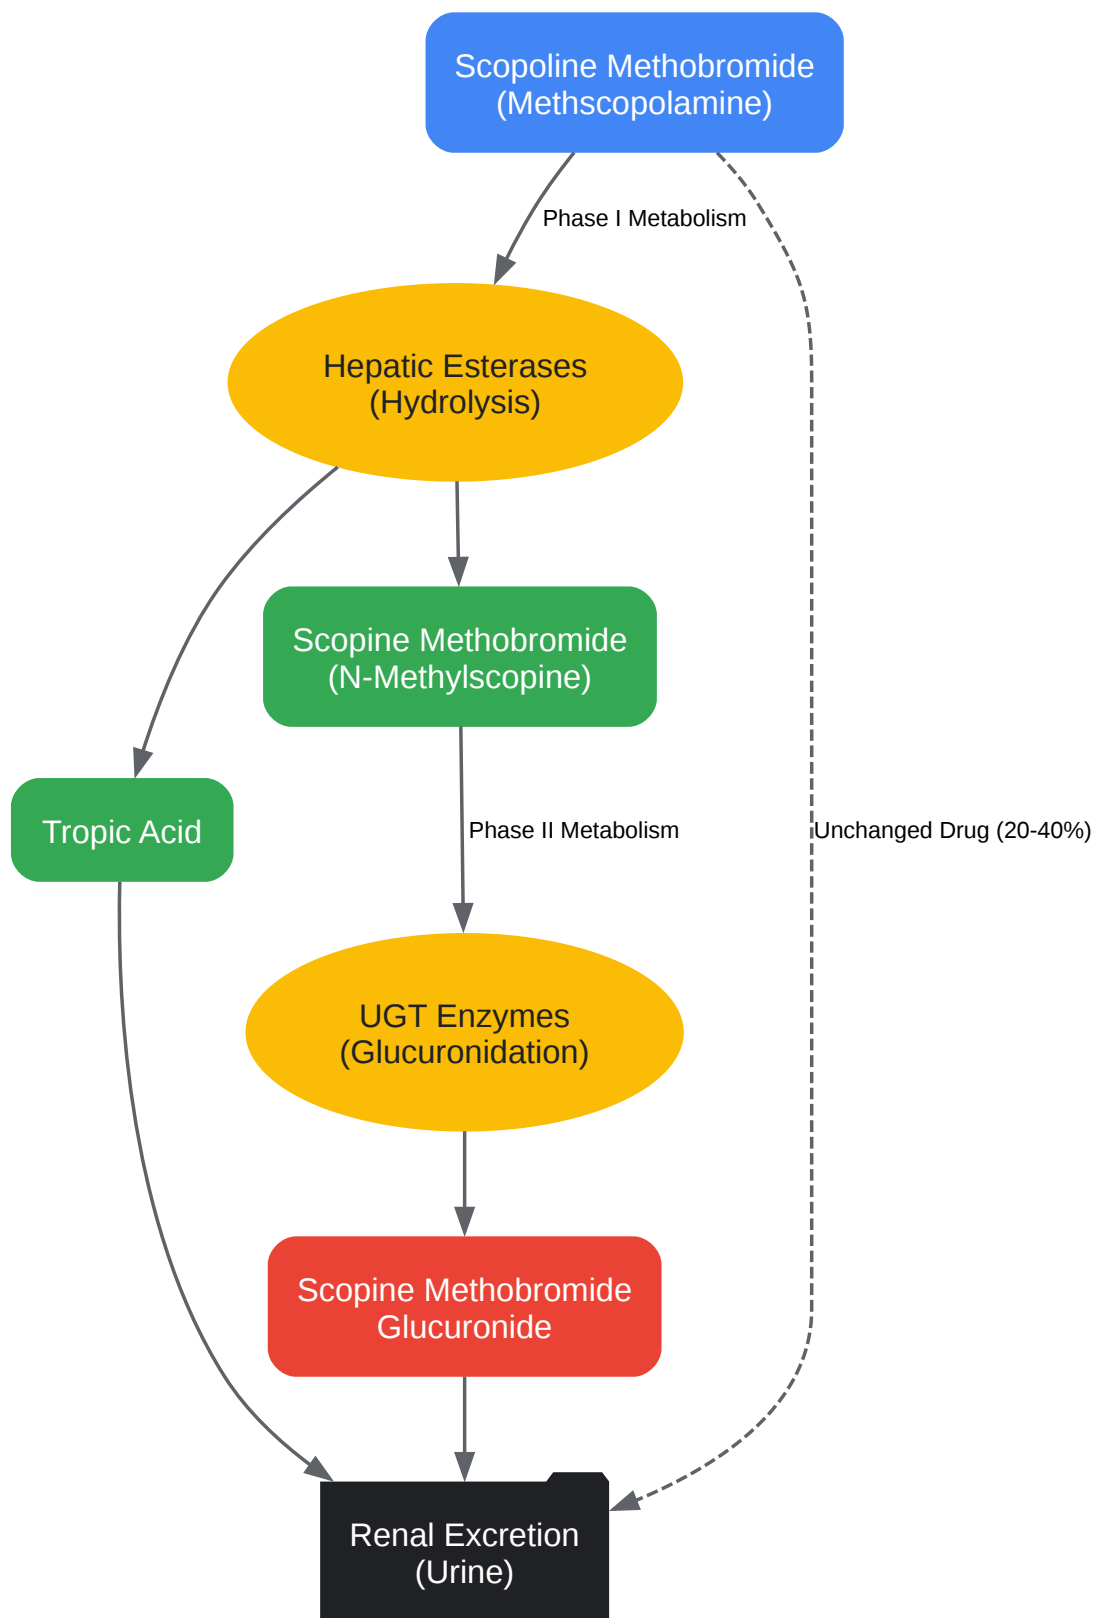 Scopoline Methobromide
(Methscopolamine)
Phase I Metabolism
Hepatic Esterases
(Hydrolysis)
Scopine Methobromide
(N-Methylscopine)
Tropic Acid
Phase II Metabolism
Unchanged Drug (20-40%)
UGT Enzymes
(Glucuronidation)
Scopine Methobromide
Glucuronide
Renal Excretion
(Urine)